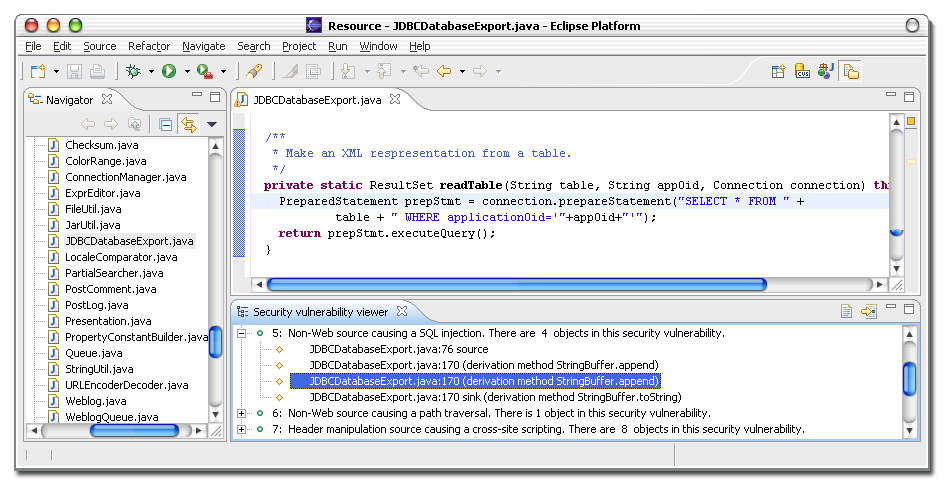 Resource - JDBCDatabaseExport.java - Eclipse Platform
File Edit Source Refactor Navigate Search Project Run Window Help
Navigator
Checksum.java
ColorRange.java
ConnectionManager.java
ExprEditor.java
FileUtil.java
JarUtil.java
JDBCDatabaseExport.java
LocaleComparator.java
PartialSearcher.java
PostComment.java
PostLog.java
Presentation.java
PropertyConstantBuilder.java
Queue.java
StringUtil.java
URLEncoderDecoder.java
Weblog.java
WeblogQueue.java
JDBCDatabaseExport.java
/**
* Make an XML respresentation from a table.
*/
private static ResultSet readTable(String table, String appOid, Connection connection) th
PreparedStatement prepStmt = connection.prepareStatement("SELECT * FROM " +
table + " WHERE applicationOid='"+appOid+"'");
return prepStmt.executeQuery();
}
Security vulnerability viewer
5: Non-Web source causing a SQL injection. There are 4 objects in this security vulnerability.
JDBCDatabaseExport.java:76 source
JDBCDatabaseExport.java:170 (derivation method StringBuffer.append)
JDBCDatabaseExport.java:170 (derivation method StringBuffer.append)
JDBCDatabaseExport.java:170 sink (derivation method StringBuffer.toString)
6: Non-Web source causing a path traversal. There is 1 object in this security vulnerability.
7: Header manipulation source causing a cross-site scripting. There are 8 objects in this security vulnerability.